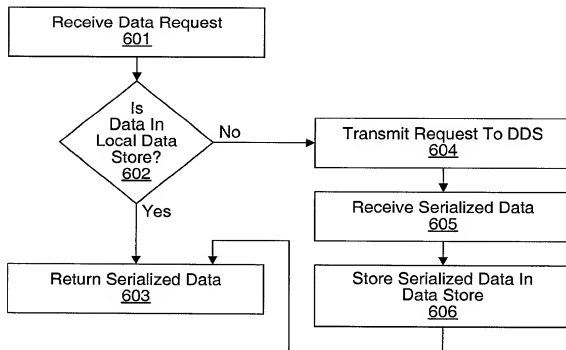 Receive Data Request
601
Is
Data In
Local Data
Store?
602
No
Yes
Transmit Request To DDS
604
Receive Serialized Data
605
Return Serialized Data
603
Store Serialized Data In
Data Store
606